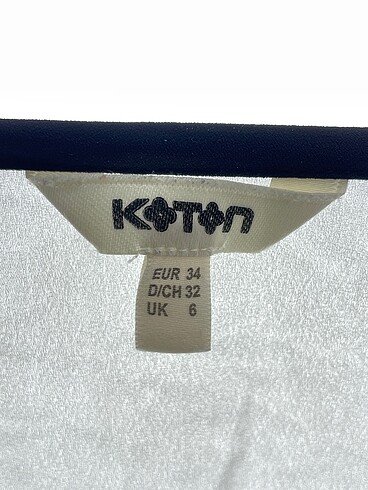 KOTON
EUR 34
D/CH 32
UK 6